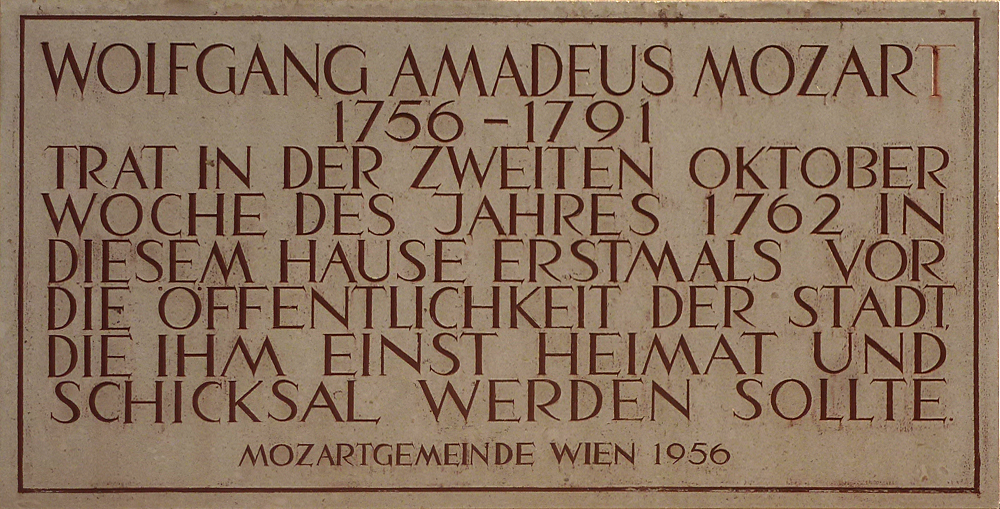 WOLFGANG AMADEUS MOZART
1756 – 1791
TRAT IN DER ZWEITEN OKTOBER
WOCHE DES JAHRES 1762 IN
DIESEM HAUSE ERSTMALS VOR
DIE ÖFFENTLICHKEIT DER STADT,
DIE IHM EINST HEIMAT UND
SCHICKSAL WERDEN SOLLTE.
MOZARTGEMEINDE WIEN 1956